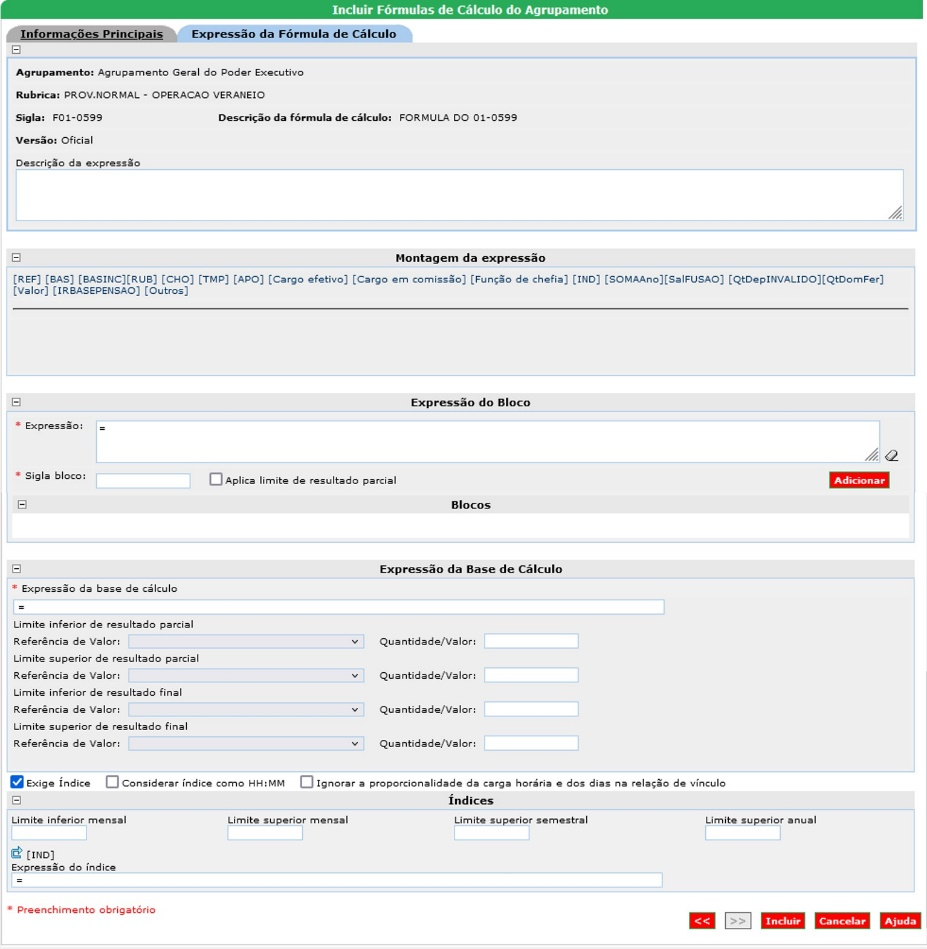 Incluir Fórmulas de Cálculo do Agrupamento
Informações Principais Expressão da Fórmula de Cálculo
Agrupamento: Agrupamento Geral do Poder Executivo
Rubrica: PROV.NORMAL - OPERACAO VERANEIO
Sigla: F01-0599 Descrição da fórmula de cálculo: FORMULA DO 01-0599
Versão: Oficial
Descrição da expressão
Montagem da expressão
[REF] [BAS] [BASINC][RUB] [CHO] [TMP] [APO] [Cargo efetivo] [Cargo em comissão] [Função de chefia] [IND] [SOMAAno][SalFUSAO] [QtDepINVALIDO][QtDomFer]
[Valor] [IRBASEPENSAO] [Outros]
Expressão do Bloco
* Expressão: =
* Sigla bloco: Aplica limite de resultado parcial Adicionar
Blocos
Expressão da Base de Cálculo
* Expressão da base de cálculo
=
Limite inferior de resultado parcial
Referência de Valor: Quantidade/Valor:
Limite superior de resultado parcial
Referência de Valor: Quantidade/Valor:
Limite inferior de resultado final
Referência de Valor: Quantidade/Valor:
Limite superior de resultado final
Referência de Valor: Quantidade/Valor:
Exige Índice Considerar índice como HH:MM Ignorar a proporcionalidade da carga horária e dos dias na relação de vínculo
Índices
Limite inferior mensal Limite superior mensal Limite superior semestral Limite superior anual
[IND]
Expressão do índice
=
* Preenchimento obrigatório
<< >> Incluir Cancelar Ajuda